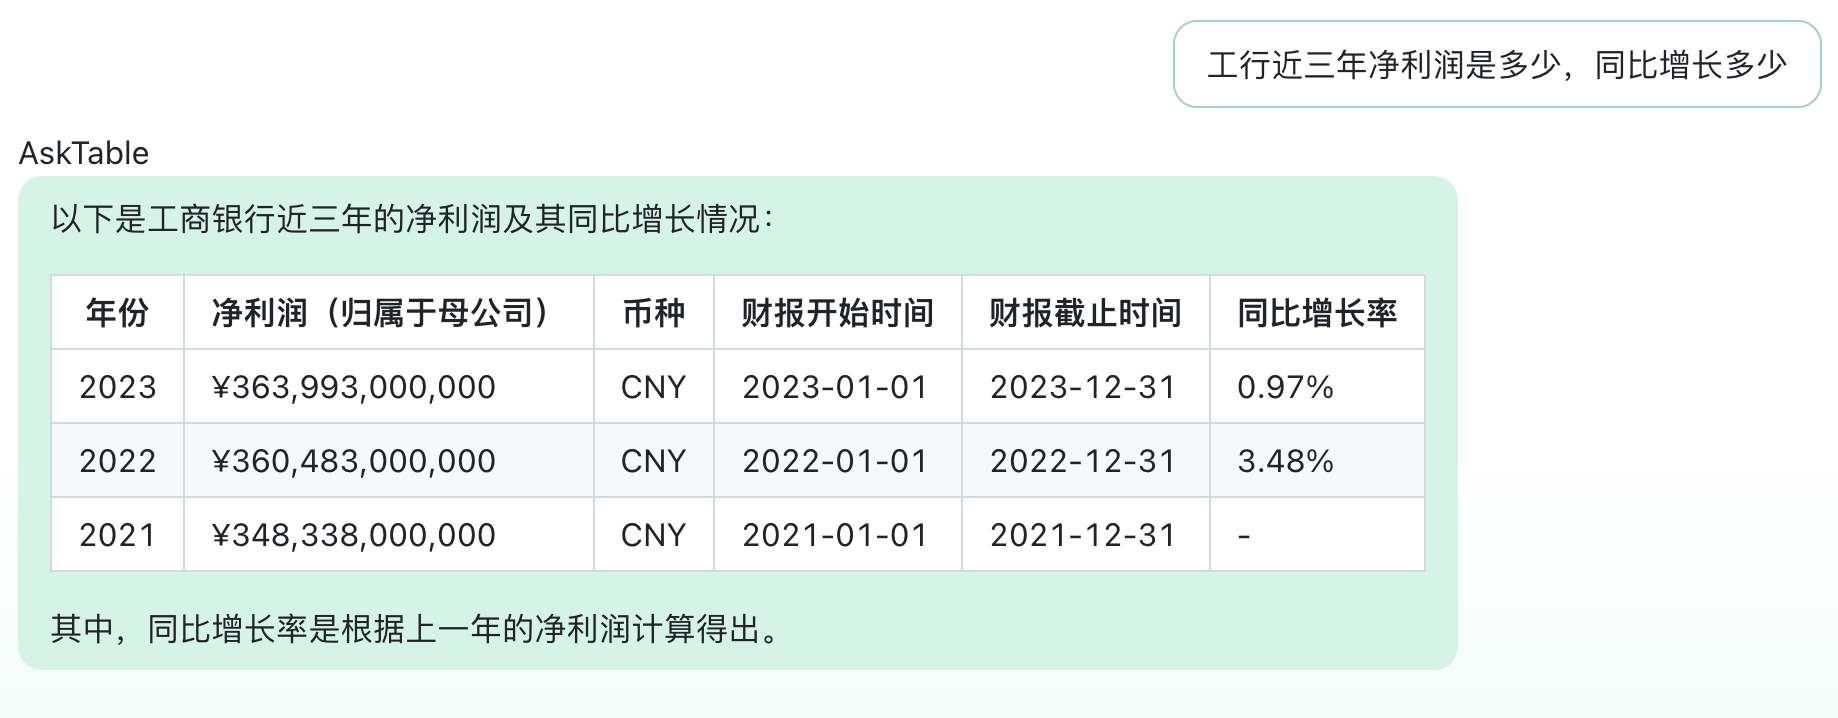 工行近三年净利润是多少，同比增长多少
AskTable
以下是工商银行近三年的净利润及其同比增长情况：
年份 净利润（归属于母公司） 币种 财报开始时间 财报截止时间 同比增长率
2023 ¥363,993,000,000 CNY 2023-01-01 2023-12-31 0.97%
2022 ¥360,483,000,000 CNY 2022-01-01 2022-12-31 3.48%
2021 ¥348,338,000,000 CNY 2021-01-01 2021-12-31 -
其中，同比增长率是根据上一年的净利润计算得出。